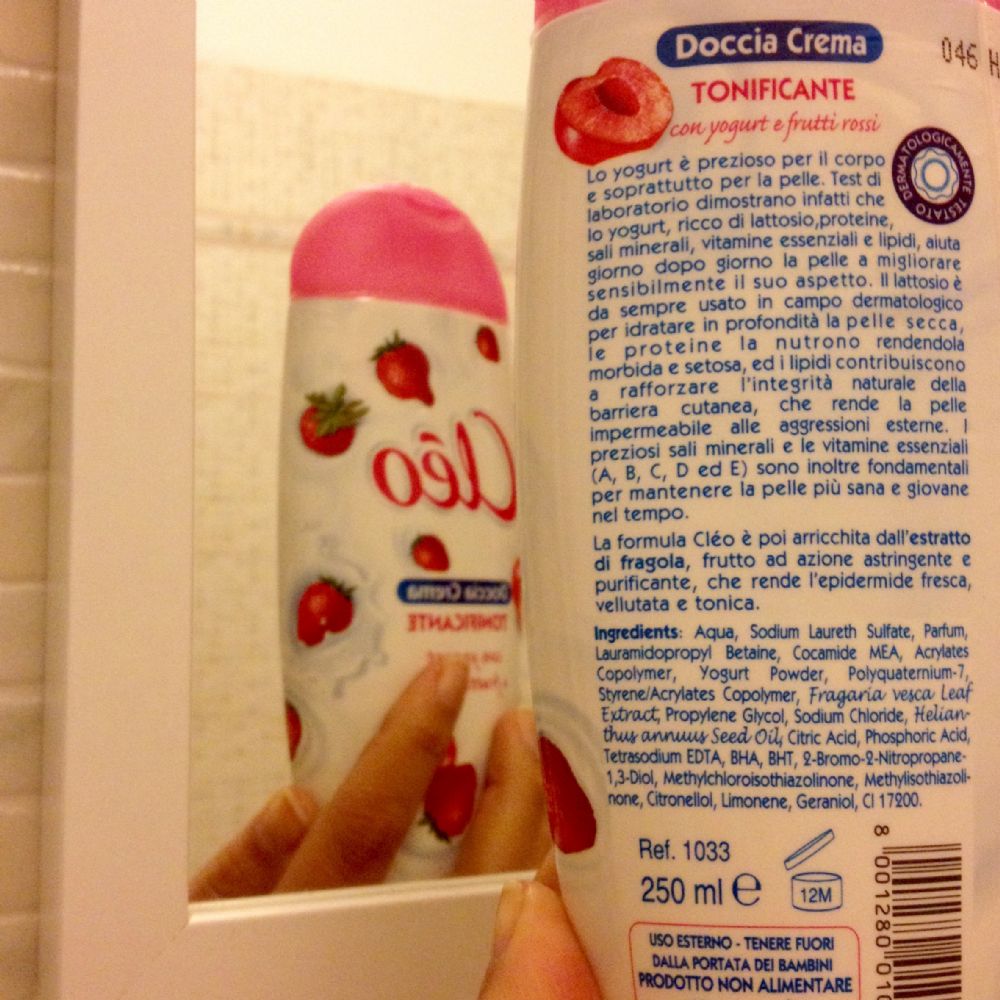 Doccia Crema
046 H
TONIFICANTE
con yogurt e frutti rossi
DERMATOLOGICAMENTE TESTATO
Lo yogurt è prezioso per il corpo
e soprattutto per la pelle. Test di
laboratorio dimostrano infatti che
lo yogurt, ricco di lattosio,proteine,
sali minerali, vitamine essenziali e lipidi, aiuta
giorno dopo giorno la pelle a migliorare
sensibilmente il suo aspetto. Il lattosio è
da sempre usato in campo dermatologico
per idratare in profondità la pelle secca,
le proteine la nutrono rendendola
morbida e setosa, ed i lipidi contribuiscono
a rafforzare l'integrità naturale della
barriera cutanea, che rende la pelle
impermeabile alle aggressioni esterne. I
preziosi sali minerali e le vitamine essenziali
(A, B, C, D ed E) sono inoltre fondamentali
per mantenere la pelle più sana e giovane
nel tempo.
La formula Cléo è poi arricchita dall'estratto
di fragola, frutto ad azione astringente e
purificante, che rende l'epidermide fresca,
vellutata e tonica.
Ingredients: Aqua, Sodium Laureth Sulfate, Parfum,
Lauramidopropyl Betaine, Cocamide MEA, Acrylates
Copolymer, Yogurt Powder, Polyquaternium-7,
Styrene/Acrylates Copolymer, Fragaria vesca Leaf
Extract, Propylene Glycol, Sodium Chloride, Helian-
thus annuus Seed Oil, Citric Acid, Phosphoric Acid,
Tetrasodium EDTA, BHA, BHT, 2-Bromo-2-Nitropropane-
1,3-Diol, Methylchloroisothiazolinone, Methylisothiazoli-
none, Citronellol, Limonene, Geraniol, CI 17200.
Ref. 1033
250 ml e
12M
8 001280 010
USO ESTERNO - TENERE FUORI
DALLA PORTATA DEI BAMBINI
PRODOTTO NON ALIMENTARE
Cléo
Doccia Crema
TONIFICANTE